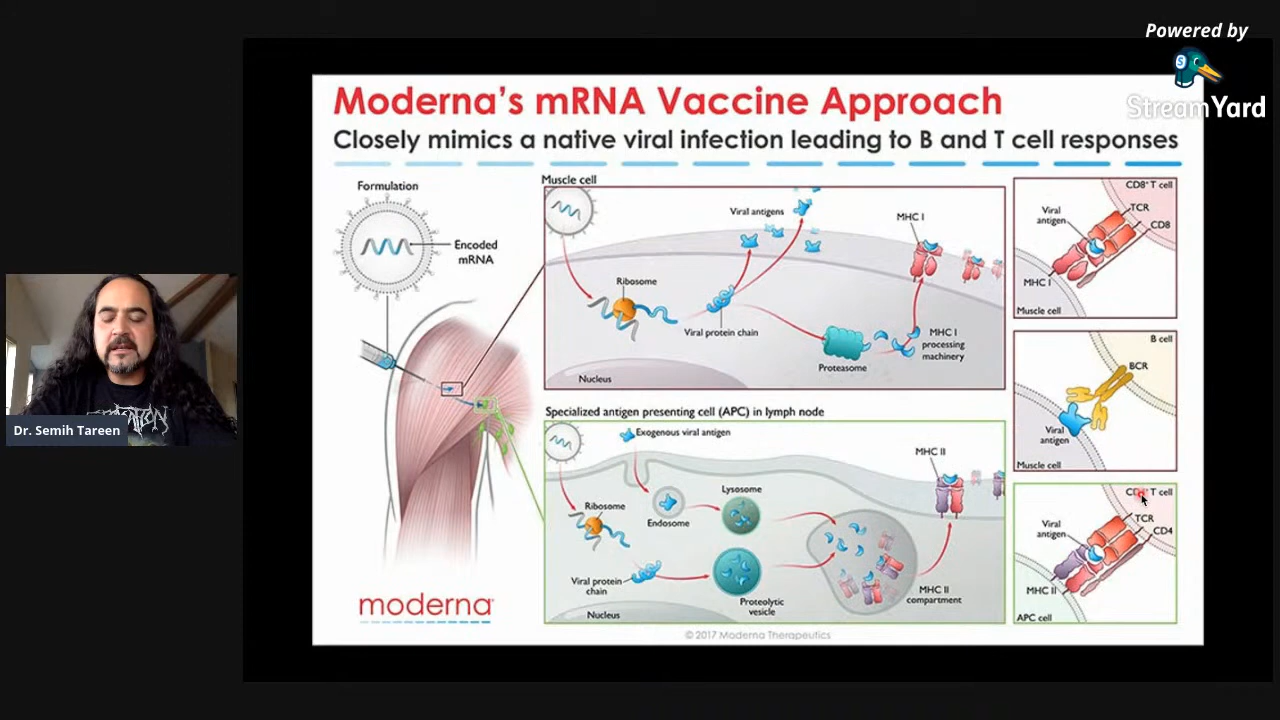 Powered by
StreamYard
Moderna's mRNA Vaccine Approach
Closely mimics a native viral infection leading to B and T cell responses
Formulation
Encoded
mRNA
Muscle cell
Viral antigens
MHC I
Ribosome
Viral protein chain
Proteasome
MHC I
processing
machinery
Nucleus
CD8+ T cell
Viral
antigen
TCR
CD8
MHC I
Muscle cell
B cell
BCR
Viral
antigen
Muscle cell
Specialized antigen presenting cell (APC) in lymph node
Exogenous viral antigen
MHC II
Ribosome
Endosome
Lysosome
Viral protein
chain
Proteolytic
vesicle
MHC II
compartment
Nucleus
T cell
Viral
antigen
TCR
CD4
MHC II
APC cell
moderna
© 2017 Moderna Therapeutics
Dr. Semih Tareen